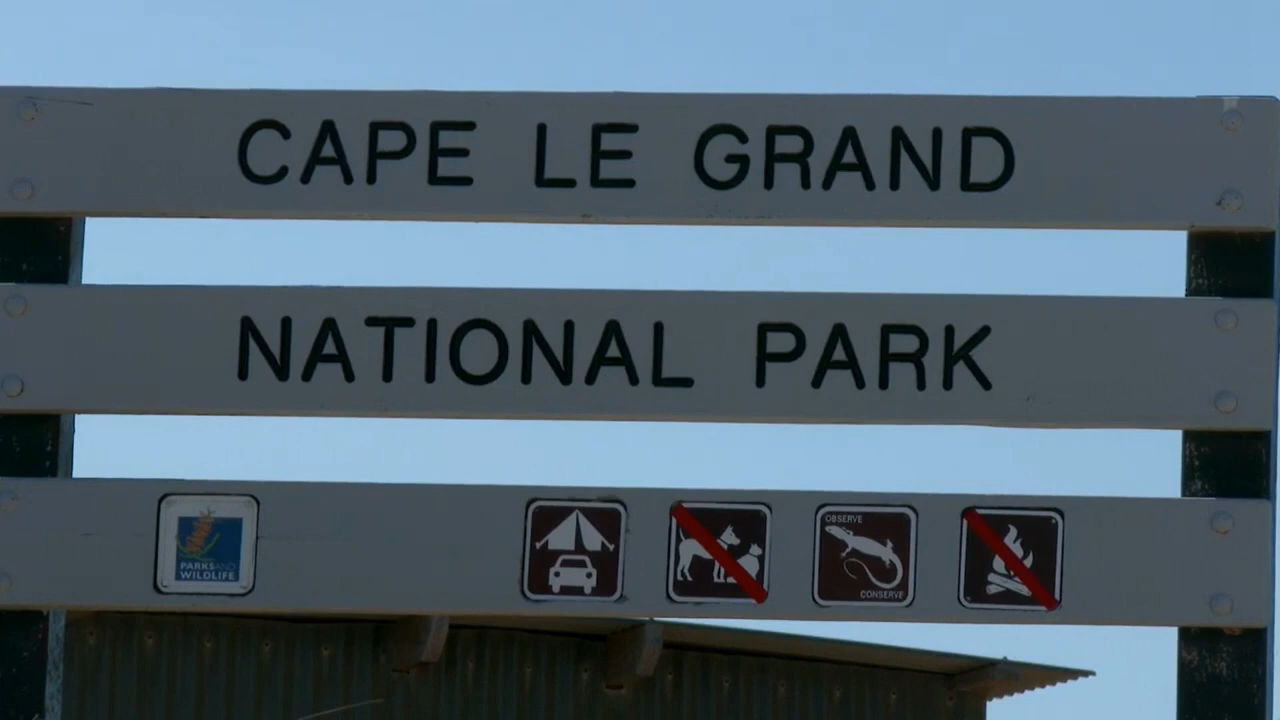 CAPE LE GRAND
NATIONAL PARK
PARKS AND
WILDLIFE
OBSERVE
CONSERVE